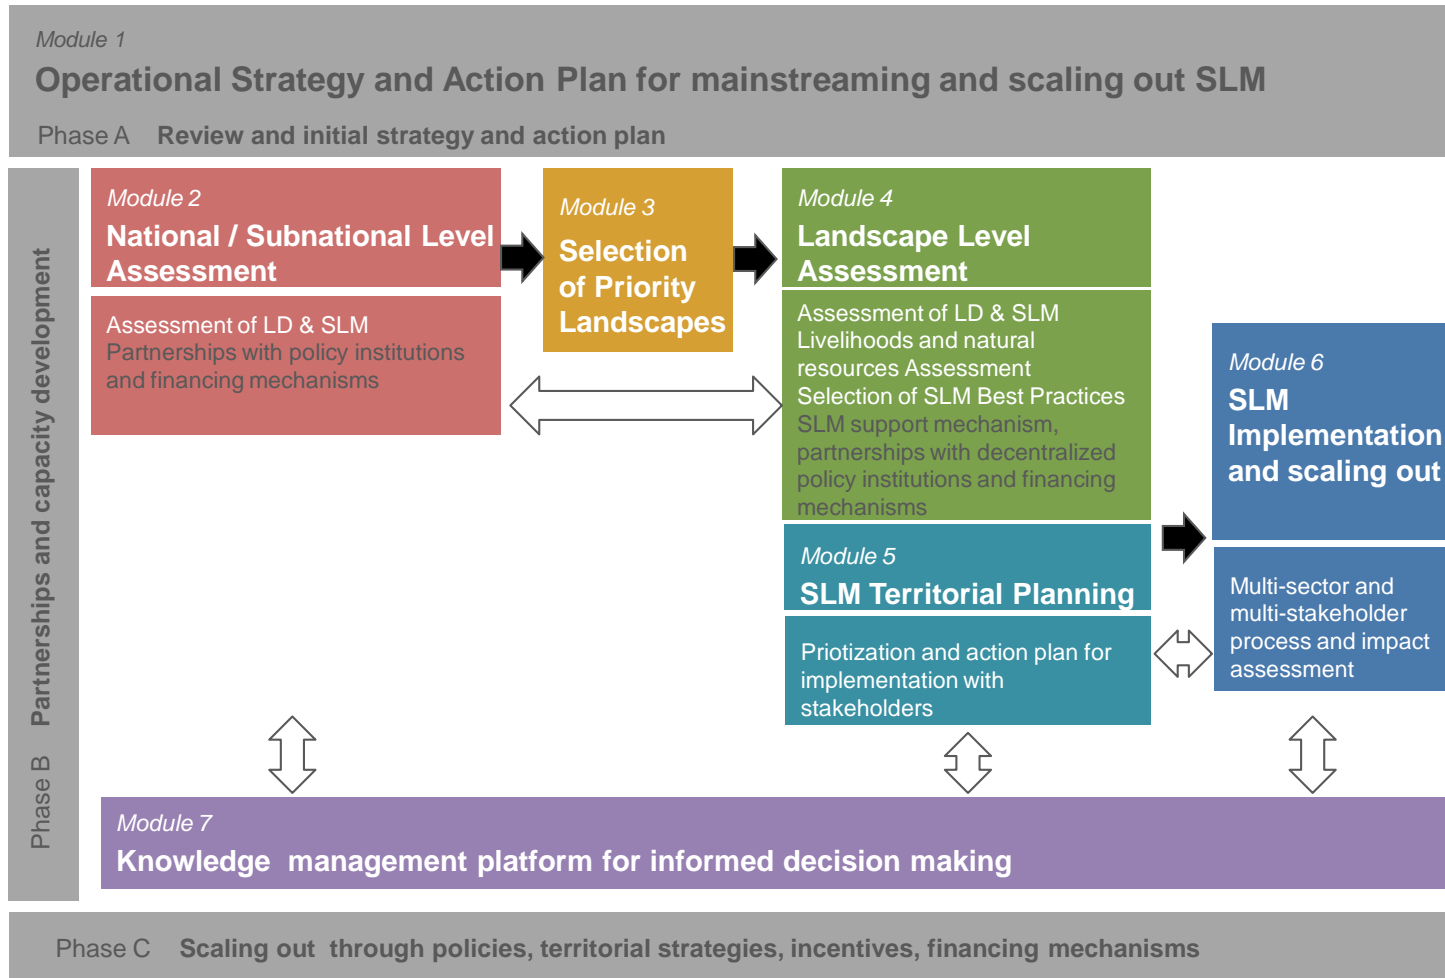 Module 1
Operational Strategy and Action Plan for mainstreaming and scaling out SLM
Phase A Review and initial strategy and action plan
Phase B Partnerships and capacity development
Module 2
National / Subnational Level
Assessment
Assessment of LD & SLM
Partnerships with policy institutions
and financing mechanisms
Module 3
Selection
of Priority
Landscapes
Module 4
Landscape Level
Assessment
Assessment of LD & SLM
Livelihoods and natural
resources Assessment
Selection of SLM Best Practices
SLM support mechanism,
partnerships with decentralized
policy institutions and financing
mechanisms
Module 5
SLM Territorial Planning
Priotization and action plan for
implementation with
stakeholders
Module 6
SLM
Implementation
and scaling out
Multi-sector and
multi-stakeholder
process and impact
assessment
Module 7
Knowledge management platform for informed decision making
Phase C Scaling out through policies, territorial strategies, incentives, financing mechanisms